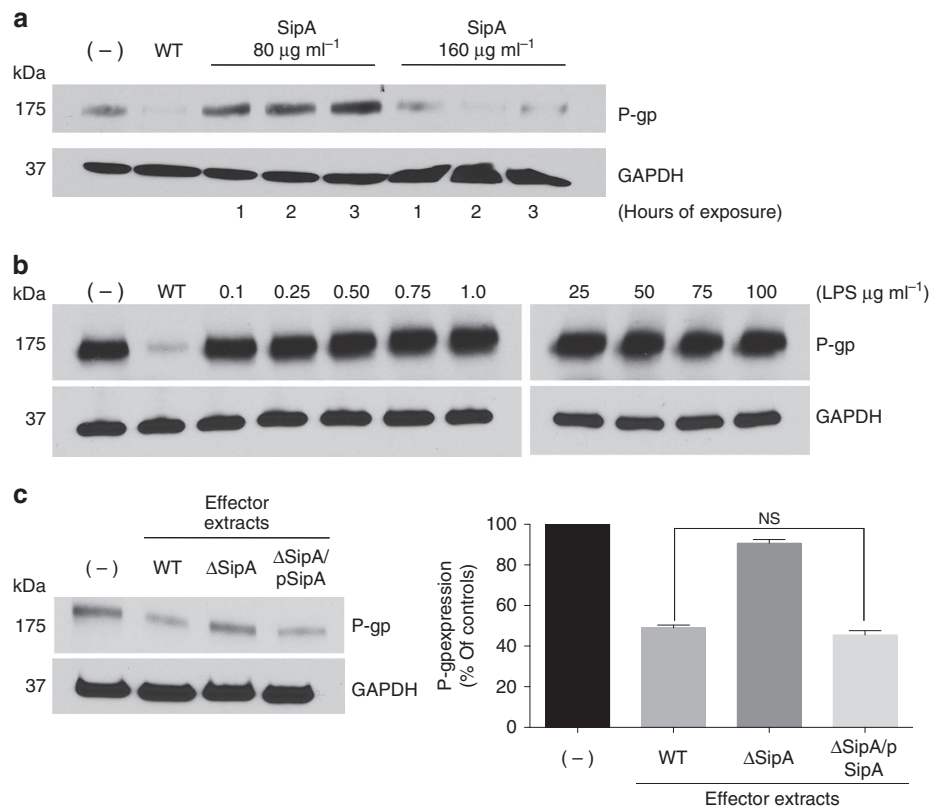 a
SipA
80 μg ml⁻¹
SipA
160 μg ml⁻¹
(–) WT
kDa
175
P-gp
37
GAPDH
1 2 3 1 2 3 (Hours of exposure)
b
kDa (–) WT 0.1 0.25 0.50 0.75 1.0 25 50 75 100 (LPS μg ml⁻¹)
175
P-gp
37
GAPDH
c
Effector
extracts
(–) WT ΔSipA ΔSipA/
pSipA
kDa
175
P-gp
37
GAPDH
P-gpexpression
(% Of controls)
100
80
60
40
20
0
NS
(–) WT ΔSipA ΔSipA/p
SipA
Effector extracts